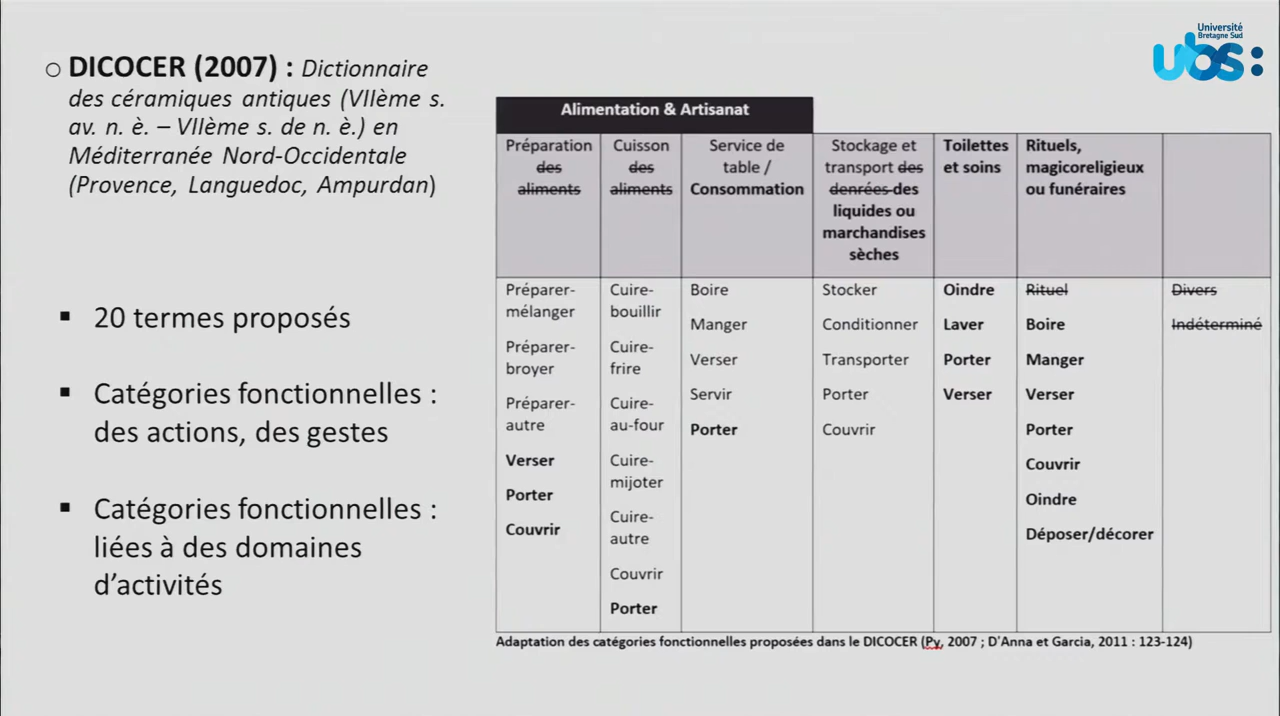 Université
Bretagne Sud
ubs:
○ DICOCER (2007) : Dictionnaire
des céramiques antiques (VIIème s.
av. n. è. – VIIème s. de n. è.) en
Méditerranée Nord-Occidentale
(Provence, Languedoc, Ampurdan)
▪ 20 termes proposés
▪ Catégories fonctionnelles :
des actions, des gestes
▪ Catégories fonctionnelles :
liées à des domaines
d’activités
Alimentation & Artisanat
Préparation
des
aliments
Cuisson
des
aliments
Service de
table /
Consommation
Stockage et
transport des
denrées des
liquides ou
marchandises
sèches
Toilettes
et soins
Rituels,
magicoreligieux
ou funéraires
Préparer-
mélanger
Préparer-
broyer
Préparer-
autre
Verser
Porter
Couvrir
Cuire-
bouillir
Cuire-
frire
Cuire-
au-four
Cuire-
mijoter
Cuire-
autre
Couvrir
Porter
Boire
Manger
Verser
Servir
Porter
Stocker
Conditionner
Transporter
Porter
Couvrir
Oindre
Laver
Porter
Verser
Rituel
Boire
Manger
Verser
Porter
Couvrir
Oindre
Déposer/décorer
Divers
Indéterminé
Adaptation des catégories fonctionnelles proposées dans le DICOCER (Py, 2007 ; D'Anna et Garcia, 2011 : 123-124)